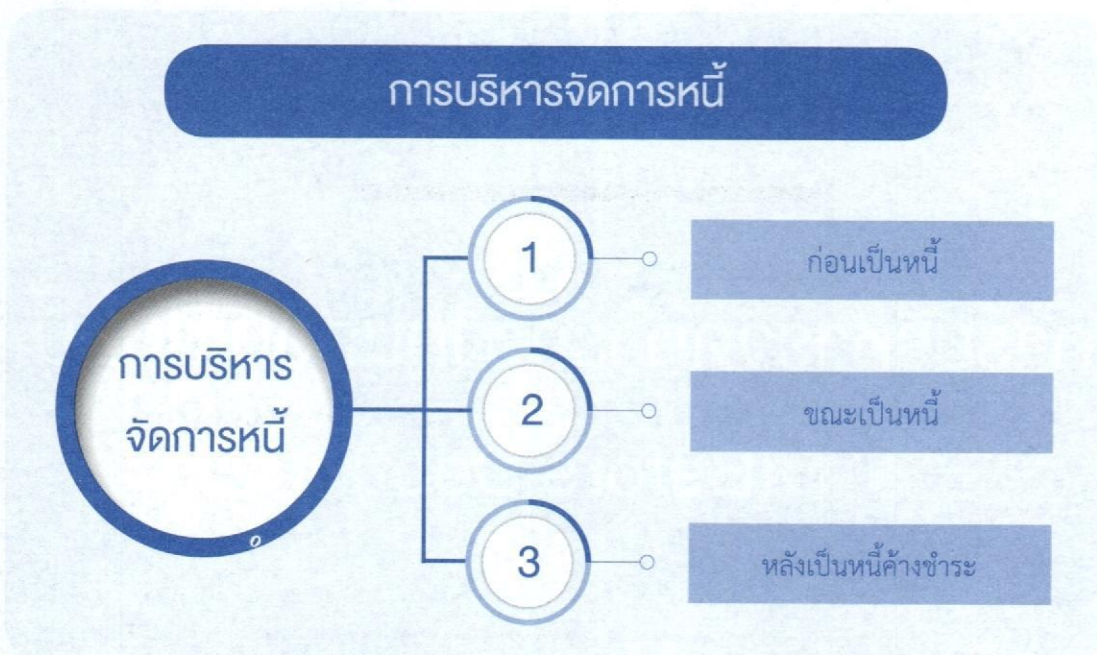 การบริหารจัดการหนี้
การบริหาร
จัดการหนี้
1
ก่อนเป็นหนี้
2
ขณะเป็นหนี้
3
หลังเป็นหนี้ค้างชำระ